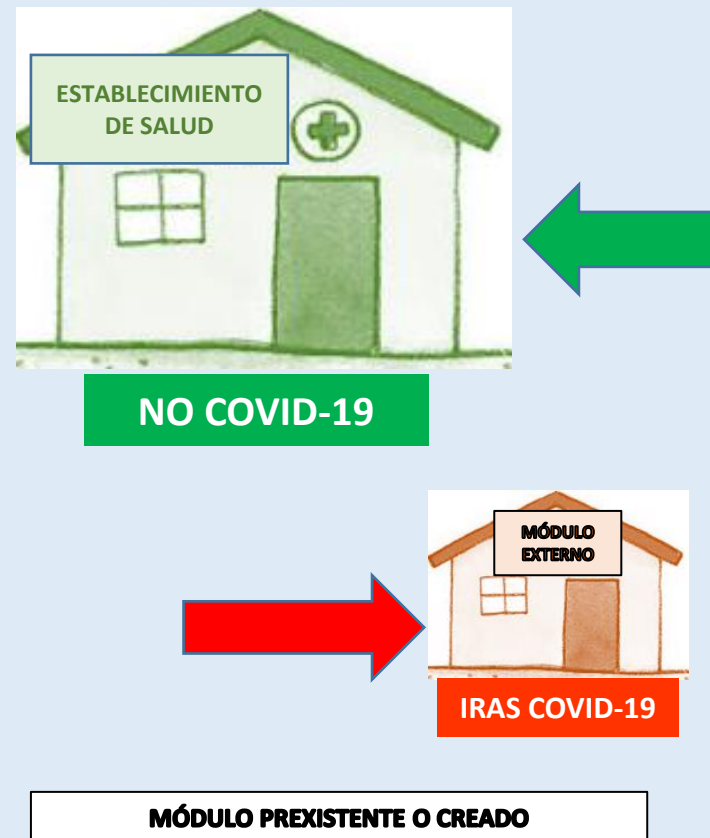 ESTABLECIMIENTO
DE SALUD
NO COVID-19
MÓDULO
EXTERNO
IRAS COVID-19
MÓDULO PREXISTENTE O CREADO